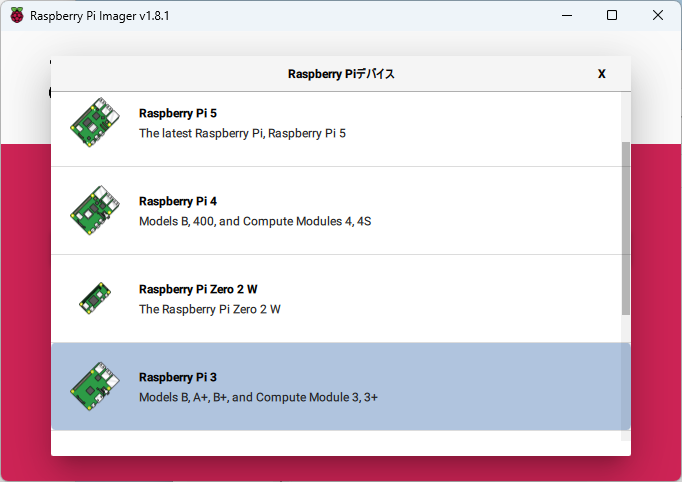 Raspberry Pi Imager v1.8.1
Raspberry Piデバイス
X
Raspberry Pi 5
The latest Raspberry Pi, Raspberry Pi 5
Raspberry Pi 4
Models B, 400, and Compute Modules 4, 4S
Raspberry Pi Zero 2 W
The Raspberry Pi Zero 2 W
Raspberry Pi 3
Models B, A+, B+, and Compute Module 3, 3+